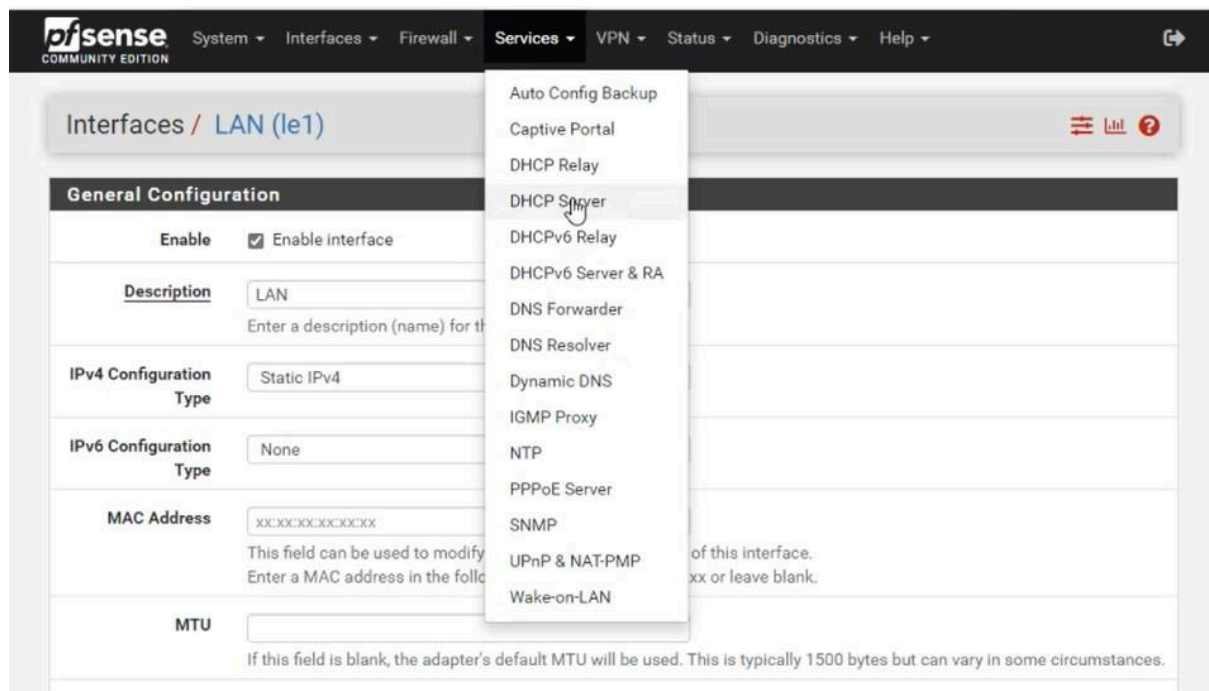 pfsense System Interfaces Firewall Services VPN Status Diagnostics Help
COMMUNITY EDITION
Interfaces / LAN (le1)
Auto Config Backup
Captive Portal
DHCP Relay
DHCP Server
DHCPv6 Relay
DHCPv6 Server & RA
DNS Forwarder
DNS Resolver
Dynamic DNS
IGMP Proxy
NTP
PPPoE Server
SNMP
UPnP & NAT-PMP
Wake-on-LAN
General Configuration
Enable Enable interface
Description LAN
Enter a description (name) for th
IPv4 Configuration Static IPv4
Type
IPv6 Configuration None
Type
MAC Address xx:xx:xx:xx:xx:xx
This field can be used to modify of this interface.
Enter a MAC address in the follo xx or leave blank.
MTU
If this field is blank, the adapter's default MTU will be used. This is typically 1500 bytes but can vary in some circumstances.